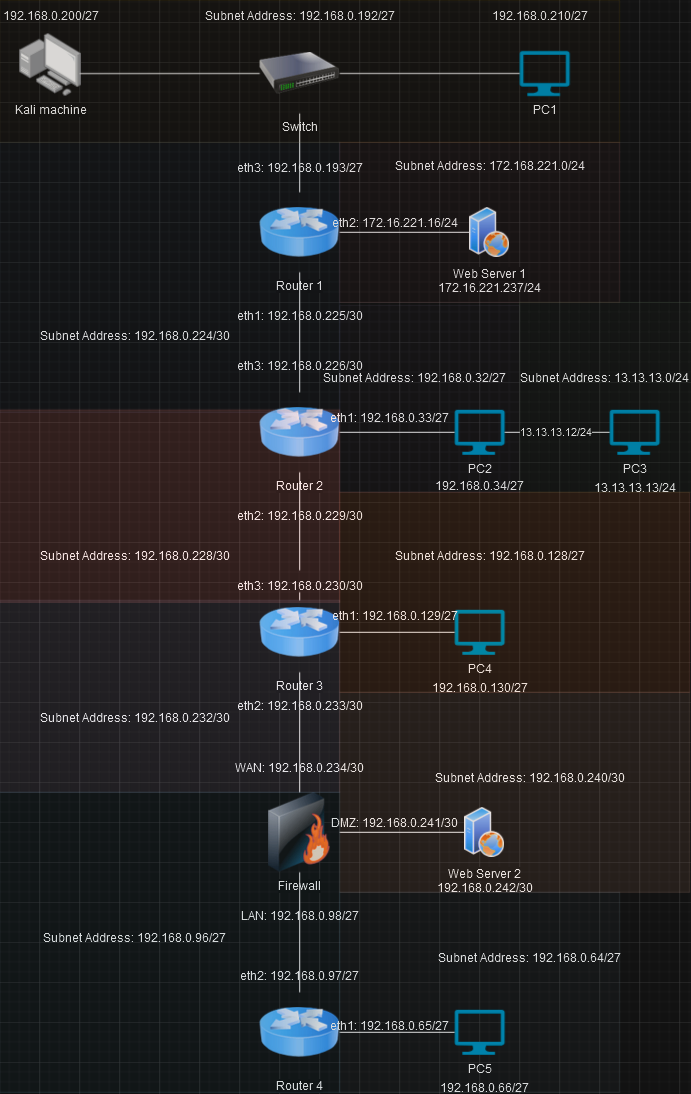 192.168.0.200/27
Subnet Address: 192.168.0.192/27
192.168.0.210/27
Kali machine
PC1
Switch
eth3: 192.168.0.193/27
Subnet Address: 172.168.221.0/24
eth2: 172.16.221.16/24
Web Server 1
172.16.221.237/24
Router 1
eth1: 192.168.0.225/30
Subnet Address: 192.168.0.224/30
eth3: 192.168.0.226/30
Subnet Address: 192.168.0.32/27
Subnet Address: 13.13.13.0/24
eth1: 192.168.0.33/27
13.13.13.12/24
PC2
PC3
192.168.0.34/27
13.13.13.13/24
Router 2
eth2: 192.168.0.229/30
Subnet Address: 192.168.0.228/30
Subnet Address: 192.168.0.128/27
eth3: 192.168.0.230/30
eth1: 192.168.0.129/27
PC4
192.168.0.130/27
Router 3
eth2: 192.168.0.233/30
Subnet Address: 192.168.0.232/30
WAN: 192.168.0.234/30
Subnet Address: 192.168.0.240/30
DMZ: 192.168.0.241/30
Web Server 2
192.168.0.242/30
Firewall
LAN: 192.168.0.98/27
Subnet Address: 192.168.0.96/27
Subnet Address: 192.168.0.64/27
eth2: 192.168.0.97/27
eth1: 192.168.0.65/27
PC5
192.168.0.66/27
Router 4